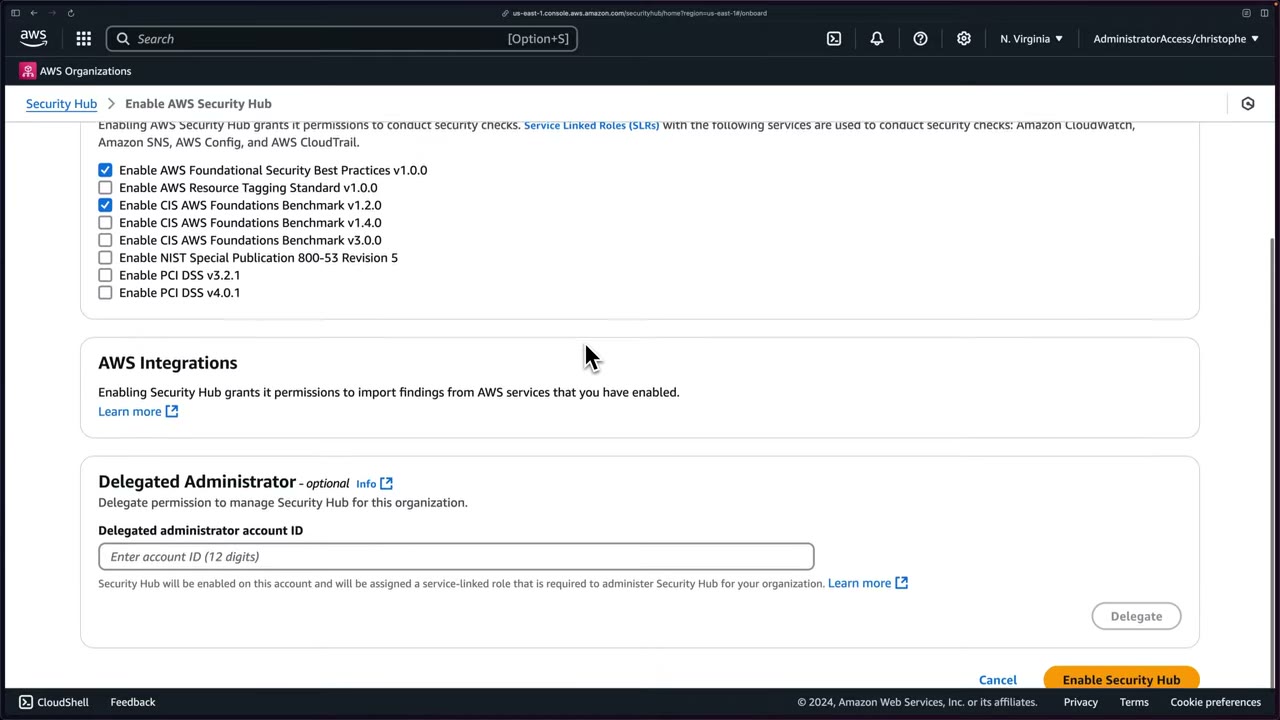 us-east-1.console.aws.amazon.com/securityhub/home?region=us-east-1#/onboard
aws
Search
[Option+S]
N. Virginia
AdministratorAccess/christophe
AWS Organizations
Security Hub
Enable AWS Security Hub
Enabling AWS Security Hub grants it permissions to conduct security checks. Service Linked Roles (SLRs) with the following services are used to conduct security checks: Amazon CloudWatch,
Amazon SNS, AWS Config, and AWS CloudTrail.
Enable AWS Foundational Security Best Practices v1.0.0
Enable AWS Resource Tagging Standard v1.0.0
Enable CIS AWS Foundations Benchmark v1.2.0
Enable CIS AWS Foundations Benchmark v1.4.0
Enable CIS AWS Foundations Benchmark v3.0.0
Enable NIST Special Publication 800-53 Revision 5
Enable PCI DSS v3.2.1
Enable PCI DSS v4.0.1
AWS Integrations
Enabling Security Hub grants it permissions to import findings from AWS services that you have enabled.
Learn more
Delegated Administrator - optional Info
Delegate permission to manage Security Hub for this organization.
Delegated administrator account ID
Enter account ID (12 digits)
Security Hub will be enabled on this account and will be assigned a service-linked role that is required to administer Security Hub for your organization. Learn more
Delegate
Cancel
Enable Security Hub
CloudShell
Feedback
© 2024, Amazon Web Services, Inc. or its affiliates.
Privacy
Terms
Cookie preferences